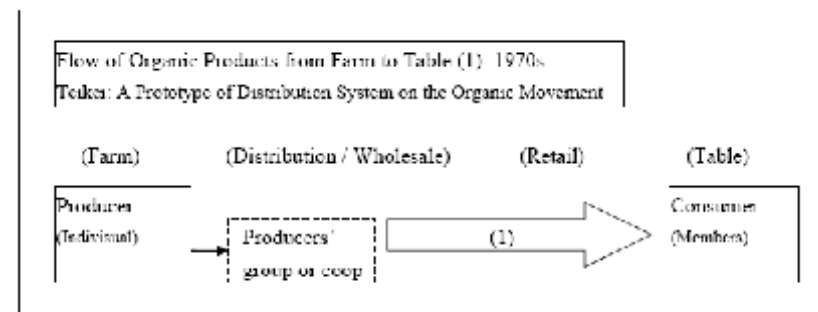 Flow of Organic Products from Farm to Table (1) 1970s
Teikei: A Prototype of Distribution System on the Organic Movement
(Farm) (Distribution / Wholesale) (Retail) (Table)
Producer Consumer
(Indivisual) Producers' (1) (Members)
group or coop